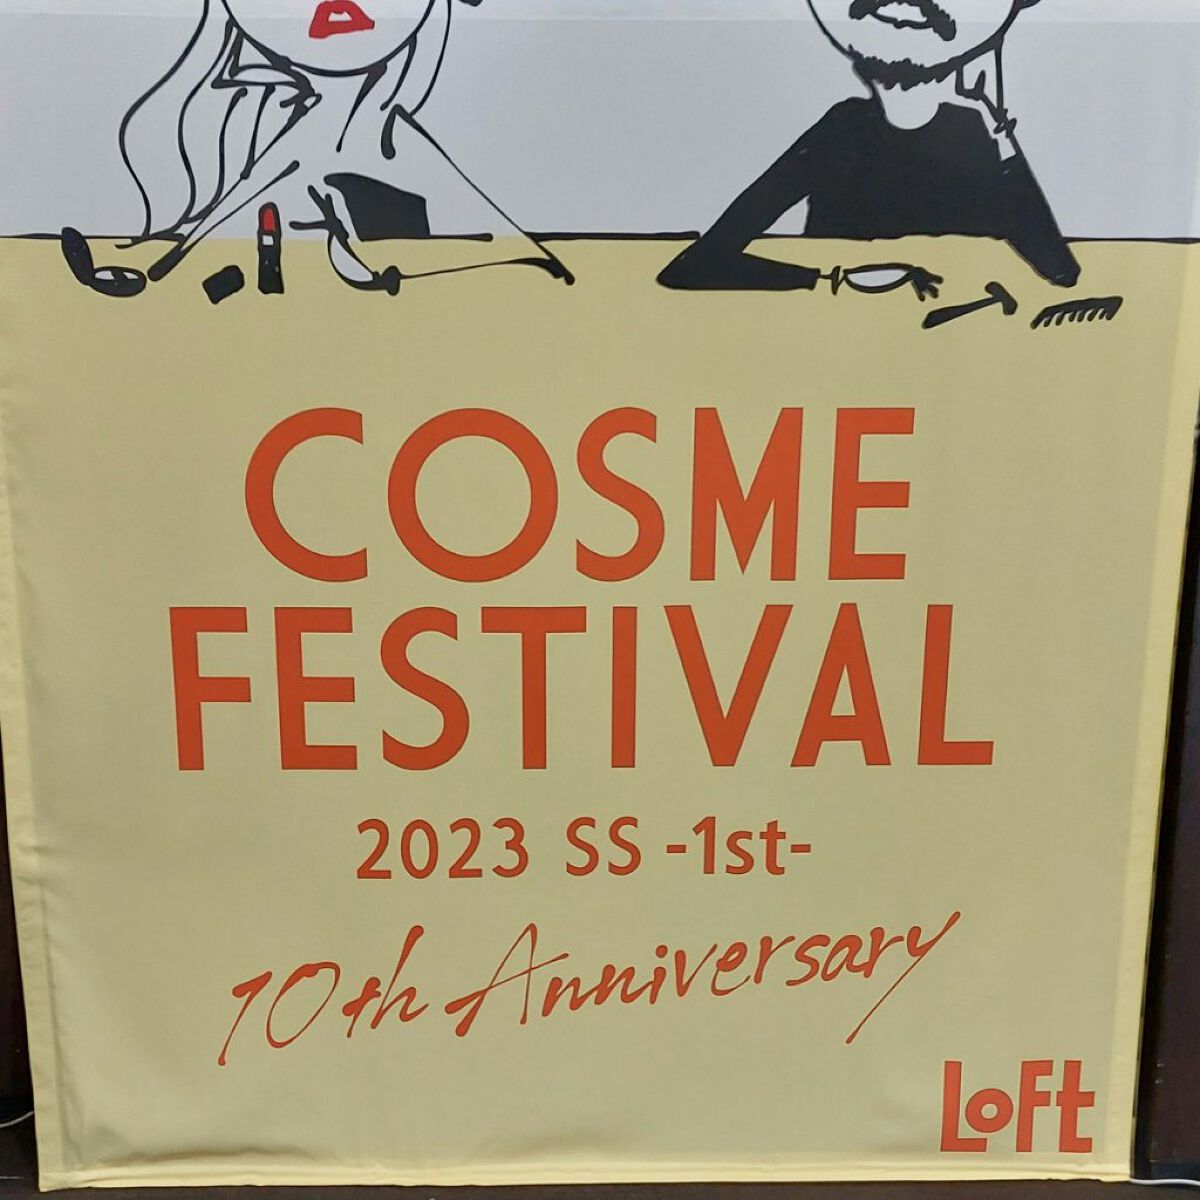 COSME
FESTIVAL
2023 SS -1st-
10th Anniversary
LoFt